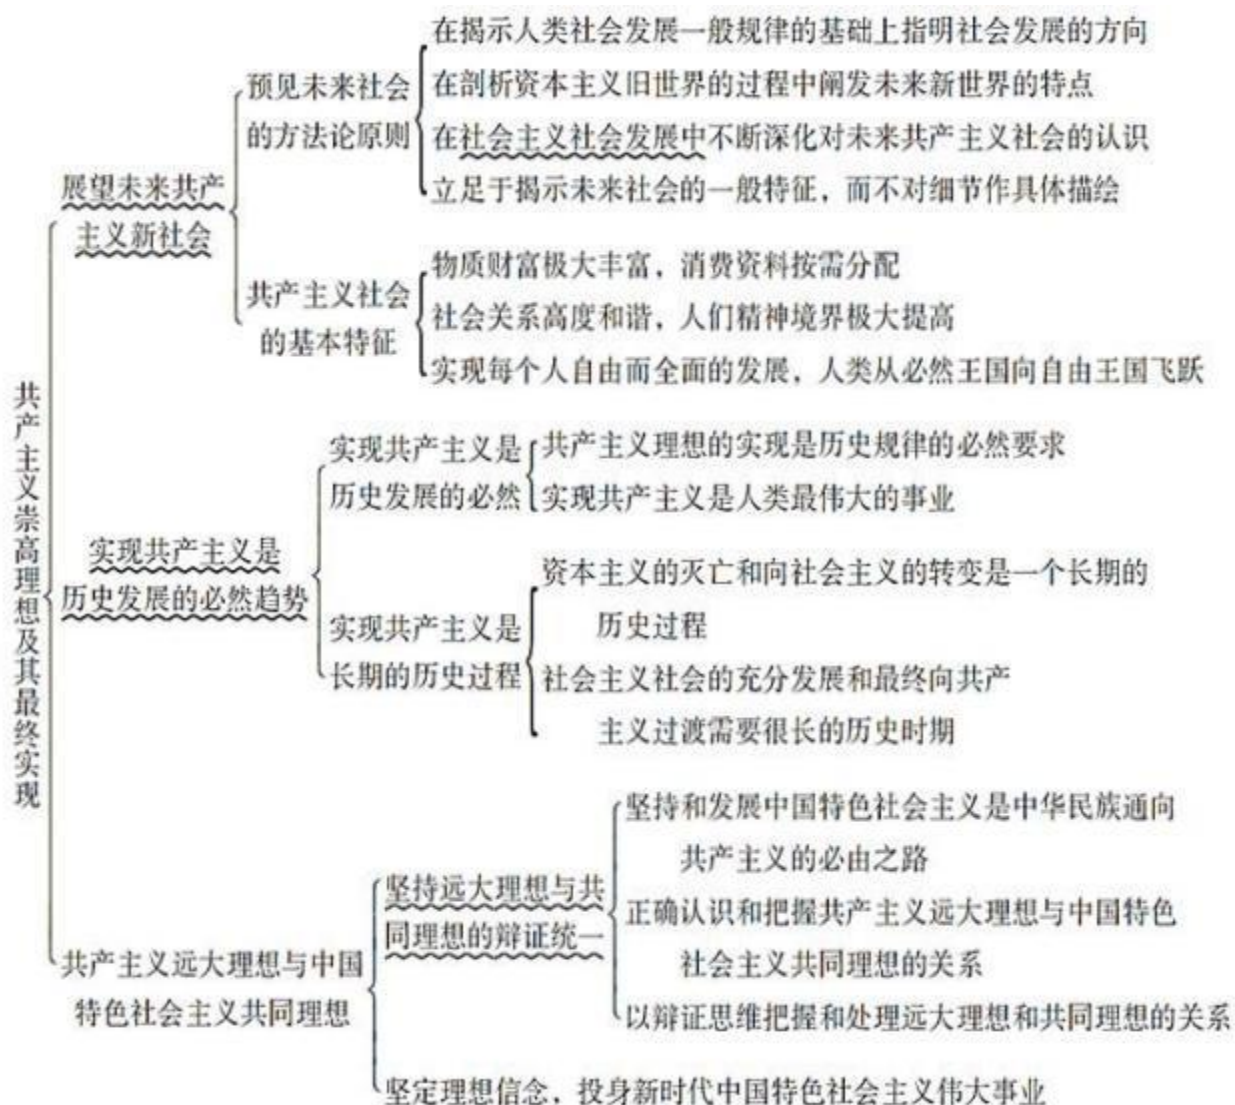 共产主义崇高理想及其最终实现
展望未来共产
主义新社会
预见未来社会
的方法论原则
在揭示人类社会发展一般规律的基础上指明社会发展的方向
在剖析资本主义旧世界的过程中阐发未来新世界的特点
在社会主义社会发展中不断深化对未来共产主义社会的认识
立足于揭示未来社会的一般特征，而不对细节作具体描绘
共产主义社会
的基本特征
物质财富极大丰富，消费资料按需分配
社会关系高度和谐，人们精神境界极大提高
实现每个人自由而全面的发展，人类从必然王国向自由王国飞跃
实现共产主义是
历史发展的必然趋势
实现共产主义是
历史发展的必然
共产主义理想的实现是历史规律的必然要求
实现共产主义是人类最伟大的事业
实现共产主义是
长期的历史过程
资本主义的灭亡和向社会主义的转变是一个长期的
历史过程
社会主义社会的充分发展和最终向共产
主义过渡需要很长的历史时期
共产主义远大理想与中国
特色社会主义共同理想
坚持远大理想与共
同理想的辩证统一
坚持和发展中国特色社会主义是中华民族通向
共产主义的必由之路
正确认识和把握共产主义远大理想与中国特色
社会主义共同理想的关系
以辩证思维把握和处理远大理想和共同理想的关系
坚定理想信念，投身新时代中国特色社会主义伟大事业